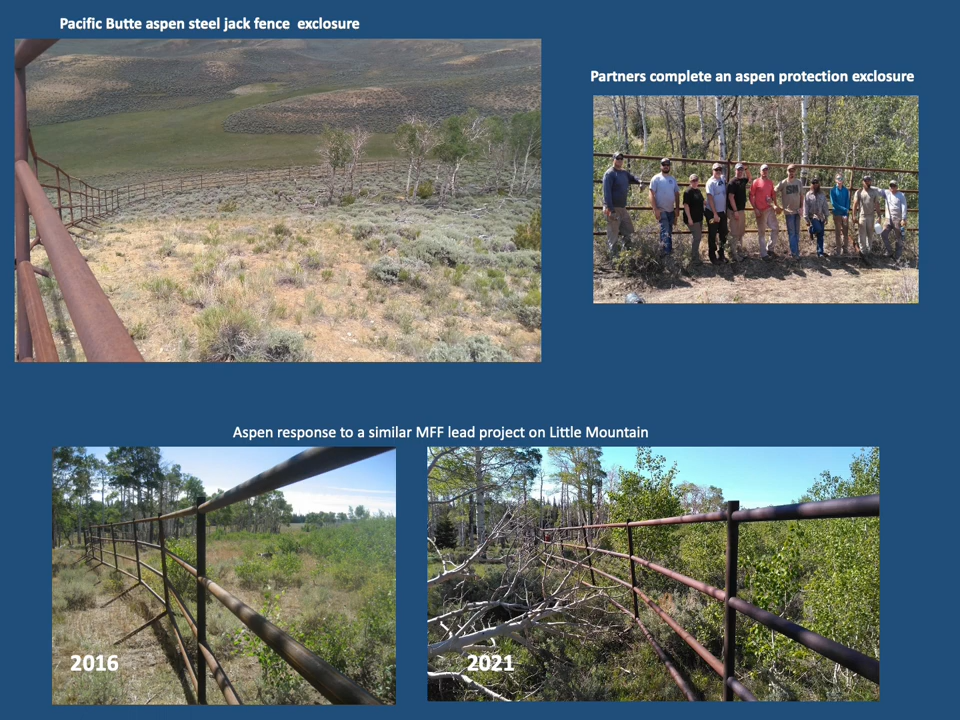 Pacific Butte aspen steel jack fence  exclosure
Partners complete an aspen protection exclosure
Aspen response to a similar MFF lead project on Little Mountain
2016
2021